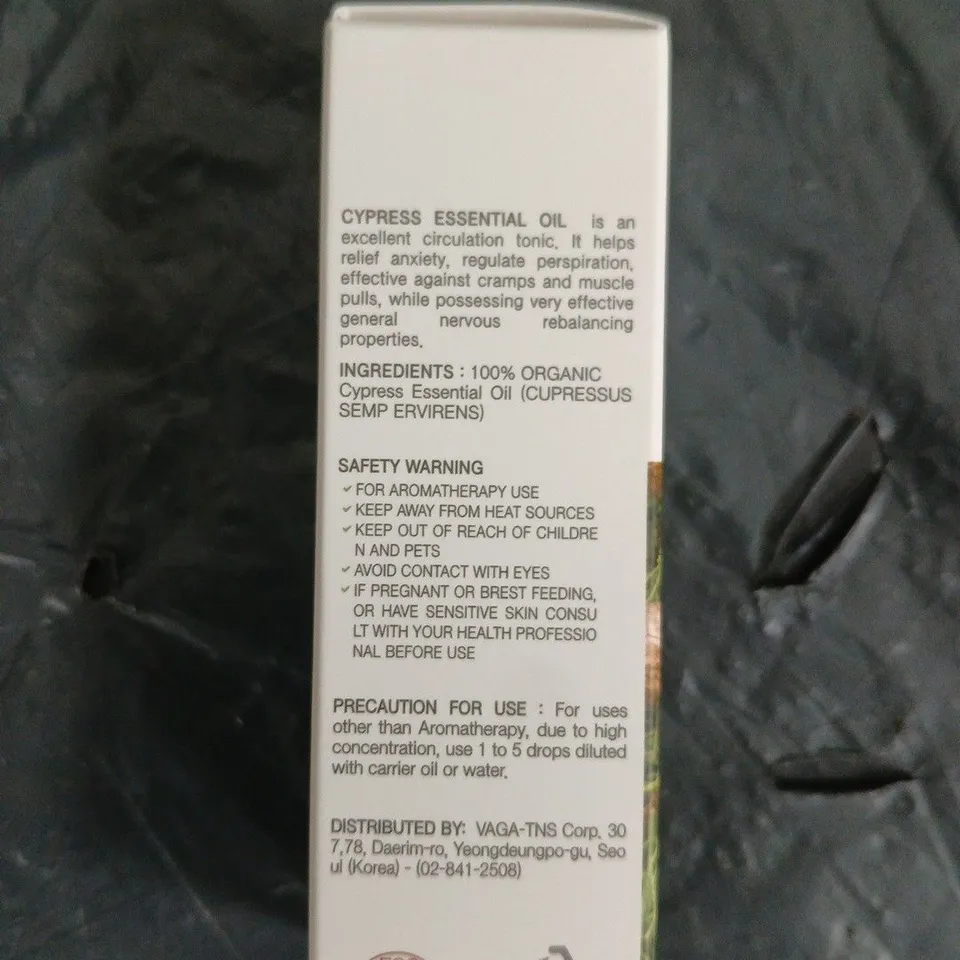 CYPRESS ESSENTIAL OIL is an
excellent circulation tonic. It helps
relief anxiety, regulate perspiration,
effective against cramps and muscle
pulls, while possessing very effective
general nervous rebalancing
properties.
INGREDIENTS : 100% ORGANIC
Cypress Essential Oil (CUPRESSUS
SEMP ERVIRENS)
SAFETY WARNING
✓ FOR AROMATHERAPY USE
✓ KEEP AWAY FROM HEAT SOURCES
✓ KEEP OUT OF REACH OF CHILDRE
N AND PETS
✓ AVOID CONTACT WITH EYES
✓ IF PREGNANT OR BREST FEEDING,
OR HAVE SENSITIVE SKIN CONSU
LT WITH YOUR HEALTH PROFESSIO
NAL BEFORE USE
PRECAUTION FOR USE : For uses
other than Aromatherapy, due to high
concentration, use 1 to 5 drops diluted
with carrier oil or water.
DISTRIBUTED BY: VAGA-TNS Corp. 30
7,78, Daerim-ro, Yeongdeungpo-gu, Seo
ul (Korea) - (02-841-2508)